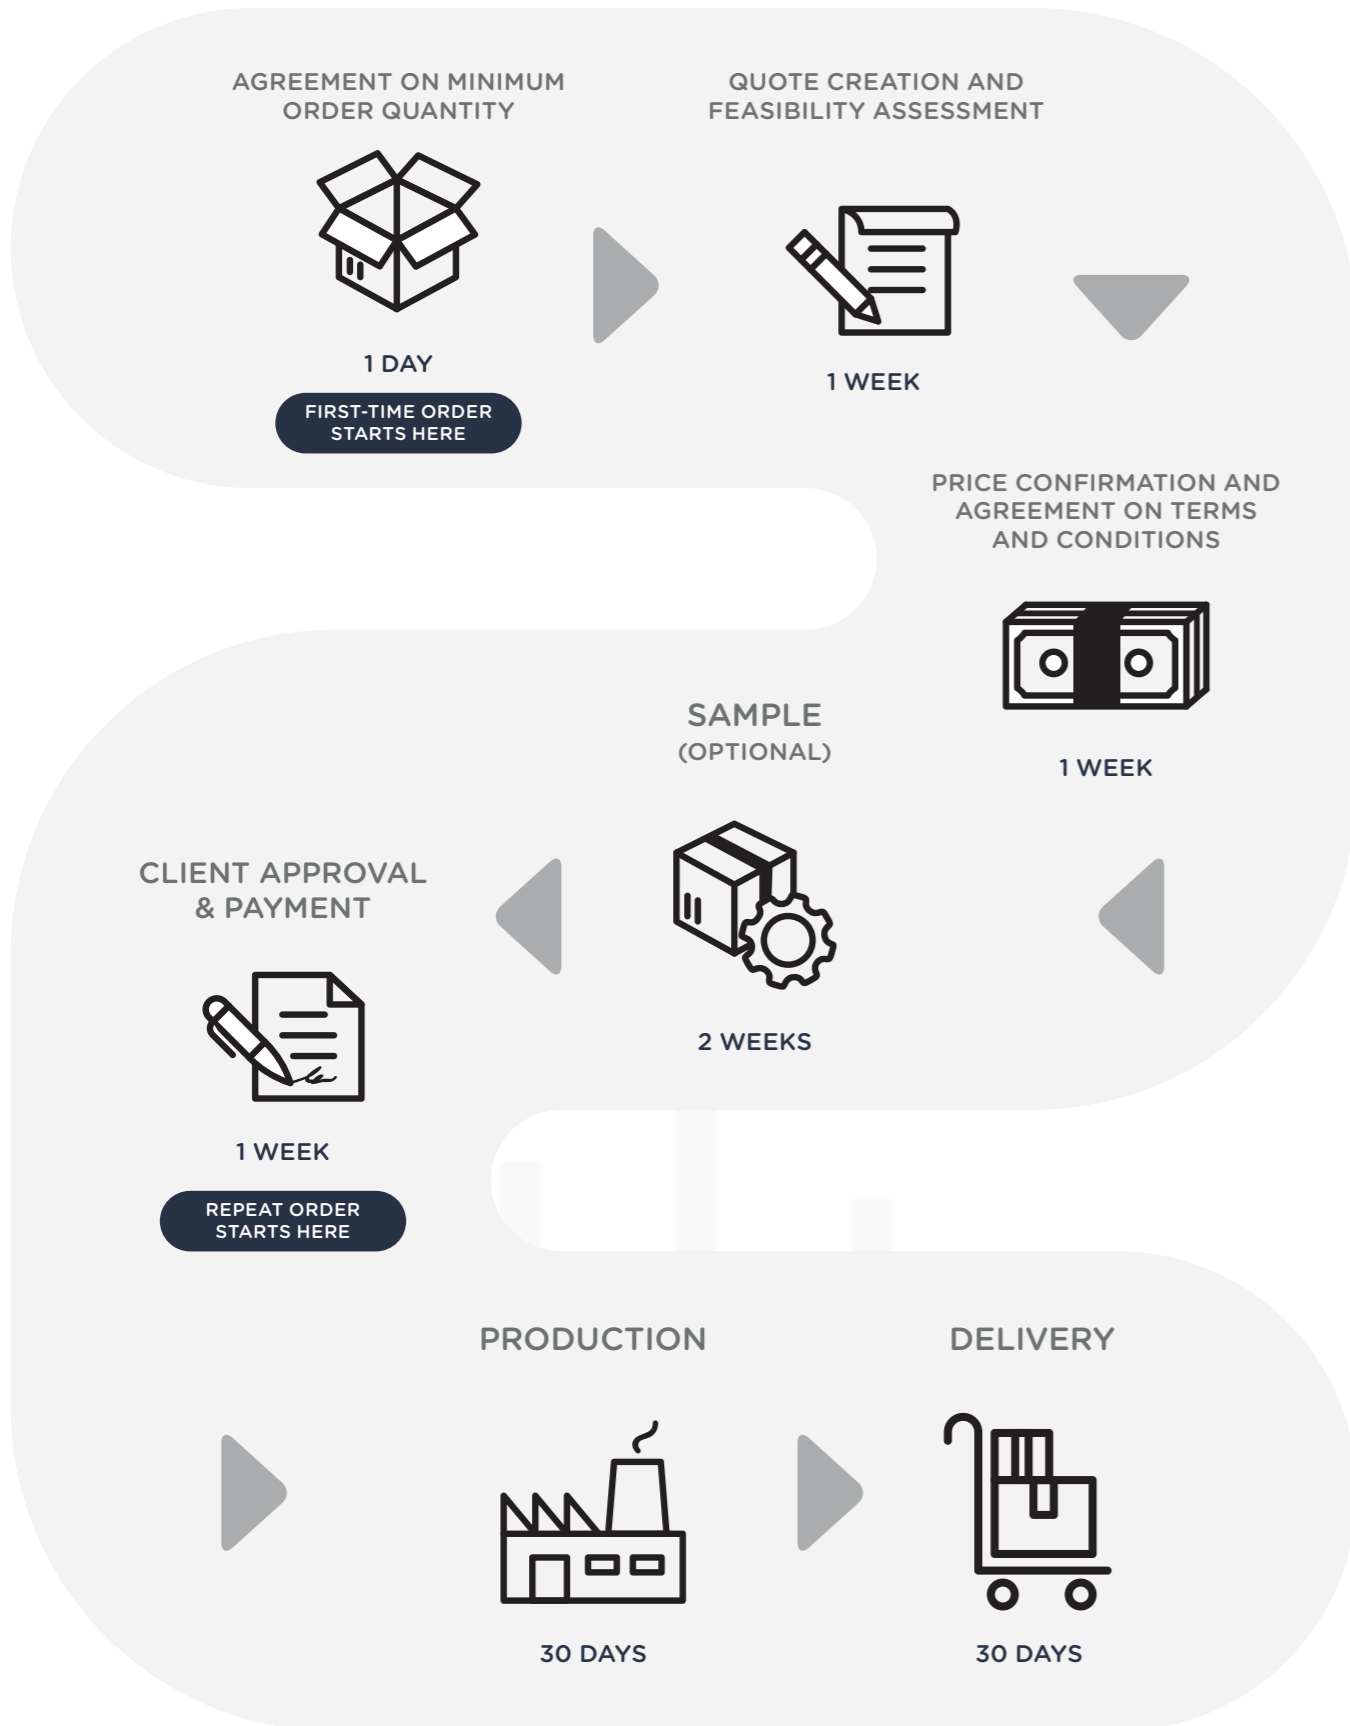 AGREEMENT ON MINIMUM
ORDER QUANTITY
1 DAY
FIRST-TIME ORDER
STARTS HERE
QUOTE CREATION AND
FEASIBILITY ASSESSMENT
1 WEEK
PRICE CONFIRMATION AND
AGREEMENT ON TERMS
AND CONDITIONS
1 WEEK
SAMPLE
(OPTIONAL)
2 WEEKS
CLIENT APPROVAL
& PAYMENT
1 WEEK
REPEAT ORDER
STARTS HERE
PRODUCTION
30 DAYS
DELIVERY
30 DAYS